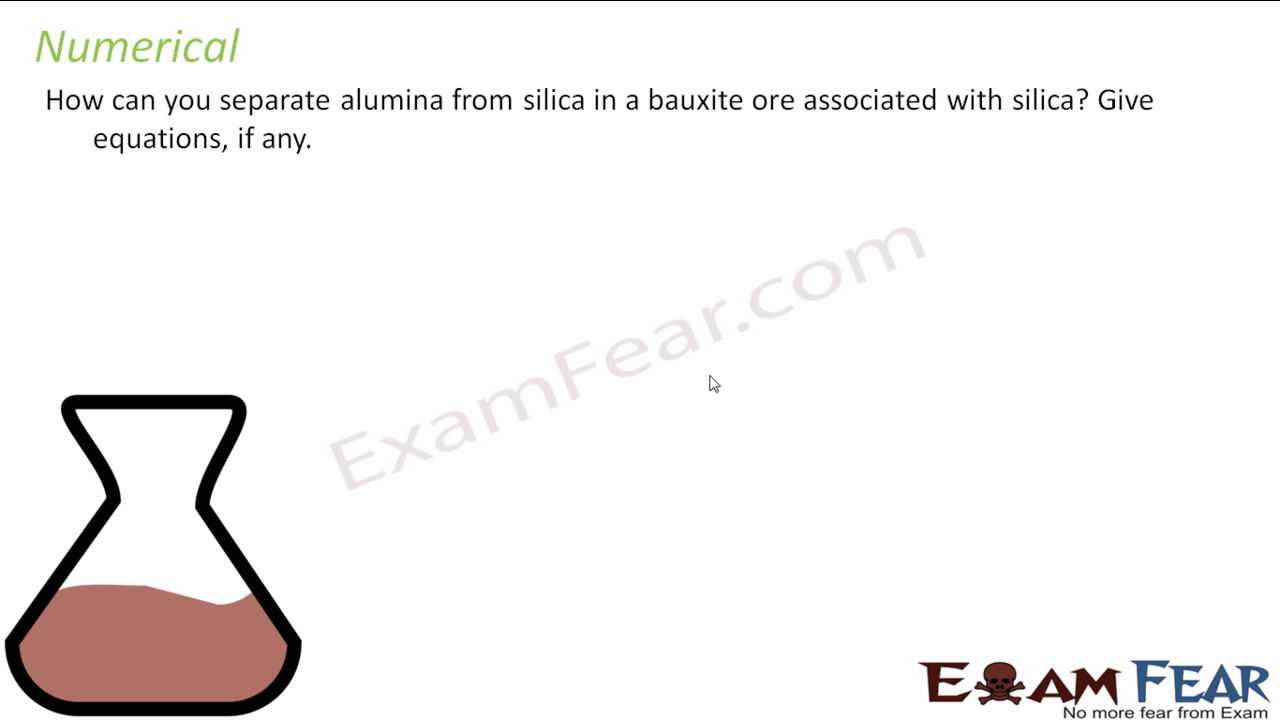 Numerical
How can you separate alumina from silica in a bauxite ore associated with silica? Give
equations, if any.
ExamFear.com
EXAM FEAR
No more fear from Exam